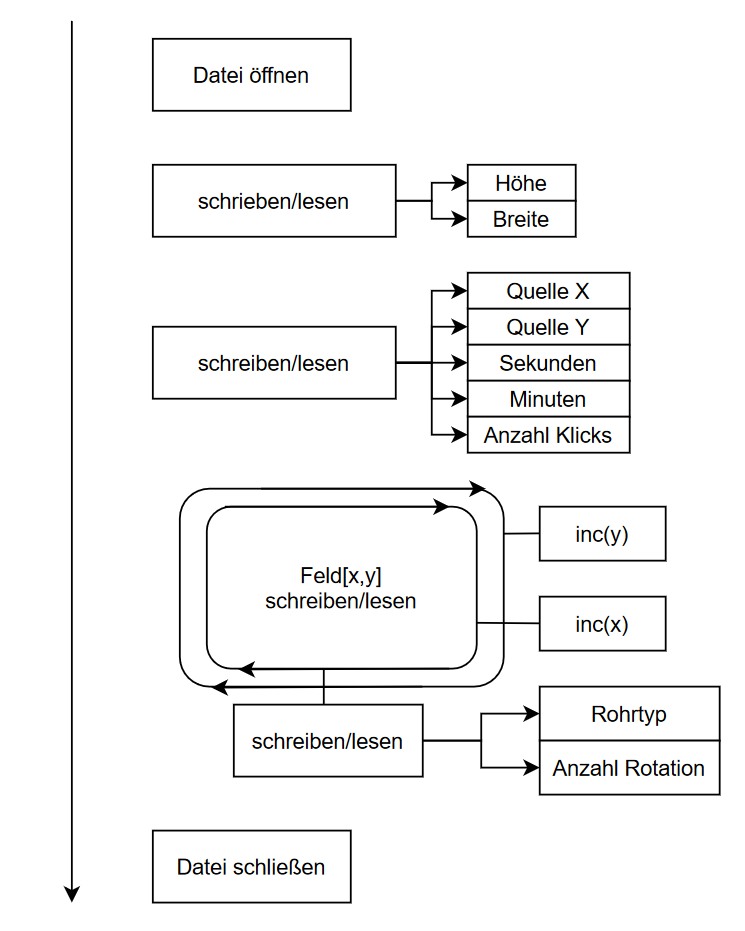 Datei öffnen
schrieben/lesen
Höhe
Breite
schreiben/lesen
Quelle X
Quelle Y
Sekunden
Minuten
Anzahl Klicks
Feld[x,y]
schreiben/lesen
inc(y)
inc(x)
schreiben/lesen
Rohrtyp
Anzahl Rotation
Datei schließen